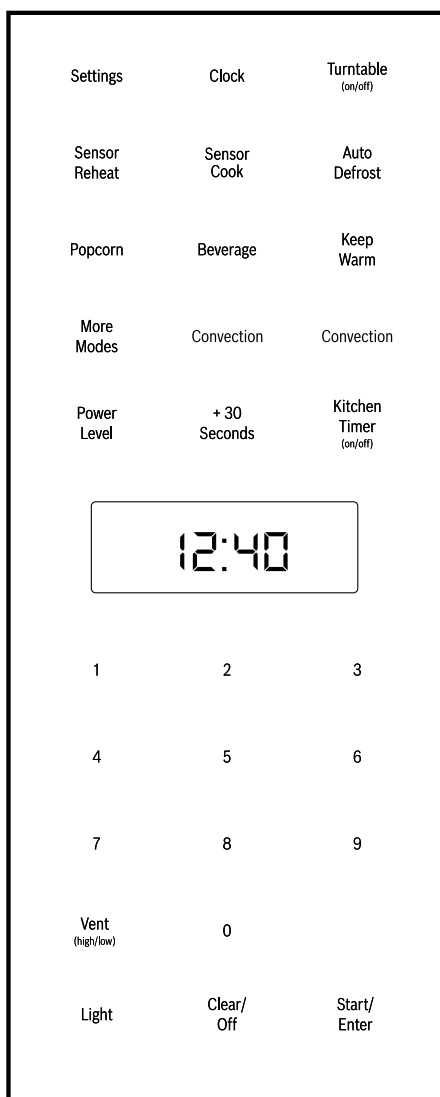 Settings Clock Turntable
(on/off)
Sensor Sensor Auto
Reheat Cook Defrost
Popcorn Beverage Keep
Warm
More
Modes Convection Convection
Power + 30 Kitchen
Level Seconds Timer
(on/off)
12:40
1 2 3
4 5 6
7 8 9
Vent 0
(high/low)
Light Clear/ Start/
Off Enter